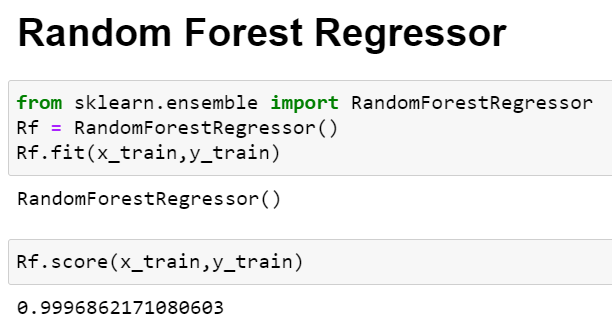 Random Forest Regressor
from sklearn.ensemble import RandomForestRegressor
Rf = RandomForestRegressor()
Rf.fit(x_train,y_train)
RandomForestRegressor()
Rf.score(x_train,y_train)
0.9996862171080603